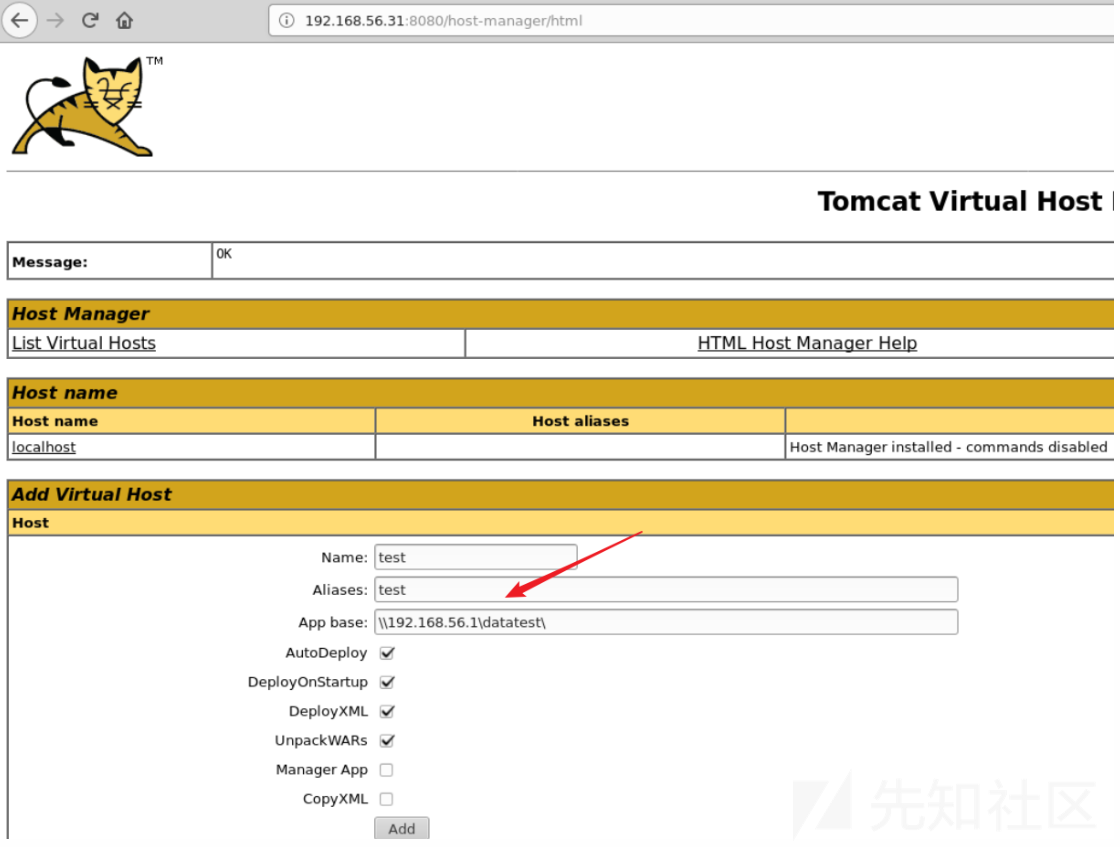 192.168.56.31:8080/host-manager/html
TM
Tomcat Virtual Host
Message: OK
Host Manager
List Virtual Hosts HTML Host Manager Help
Host name
Host name Host aliases
localhost Host Manager installed - commands disabled
Add Virtual Host
Host
Name: test
Aliases: test
App base: \\192.168.56.1\datatest\
AutoDeploy
DeployOnStartup
DeployXML
UnpackWARs
Manager App
CopyXML
Add
先知社区